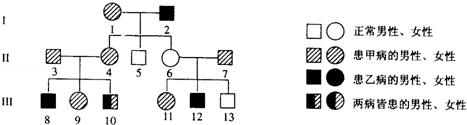 I
1 2
正常男性、女性
II
患甲病的男性、女性
3 4 5 6 7
患乙病的男性、女性
III
两病皆患的男性、女性
8 9 10 11 12 13